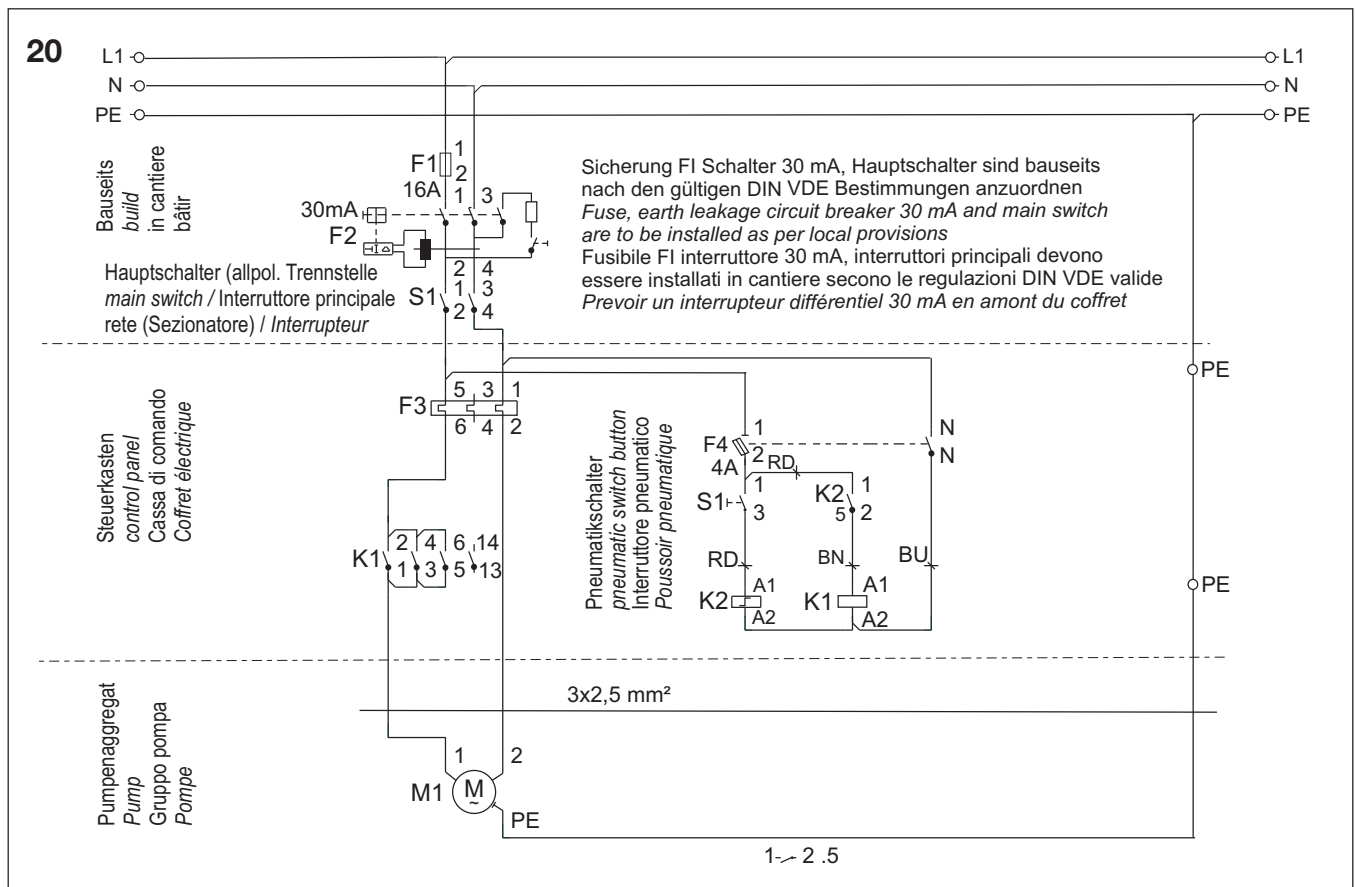 20
L1
L1
N
N
PE
PE
Bauseits
build
in cantiere
bâtir
F1
1
2
16A
1
3
30mA
F2
2
4
Sicherung FI Schalter 30 mA, Hauptschalter sind bauseits
nach den gültigen DIN VDE Bestimmungen anzuordnen
Fuse, earth leakage circuit breaker 30 mA and main switch
are to be installed as per local provisions
Fusibile FI interruttore 30 mA, interruttori principali devono
essere installati in cantiere secono le regulazioni DIN VDE valide
Prevoir un interrupteur différentiel 30 mA en amont du coffret
Hauptschalter (allpol. Trennstelle
main switch / Interruttore principale
rete (Sezionatore) / Interrupteur
S1
1
3
2
4
Steuerkasten
control panel
Cassa di comando
Coffret électrique
F3
5
3
1
6
4
2
K1
2
4
6
14
1
3
5
13
Pneumatikschalter
pneumatic switch button
Interruttore pneumatico
Poussoir pneumatique
F4
1
2
4A
RD
N
N
S1
1
3
K2
1
5
2
RD
BN
BU
K2
A1
A2
K1
A1
A2
PE
PE
Pumpenaggregat
Pump
Gruppo pompa
Pompe
3x2,5 mm²
1
2
M1
M
~
PE
1- 2 .5